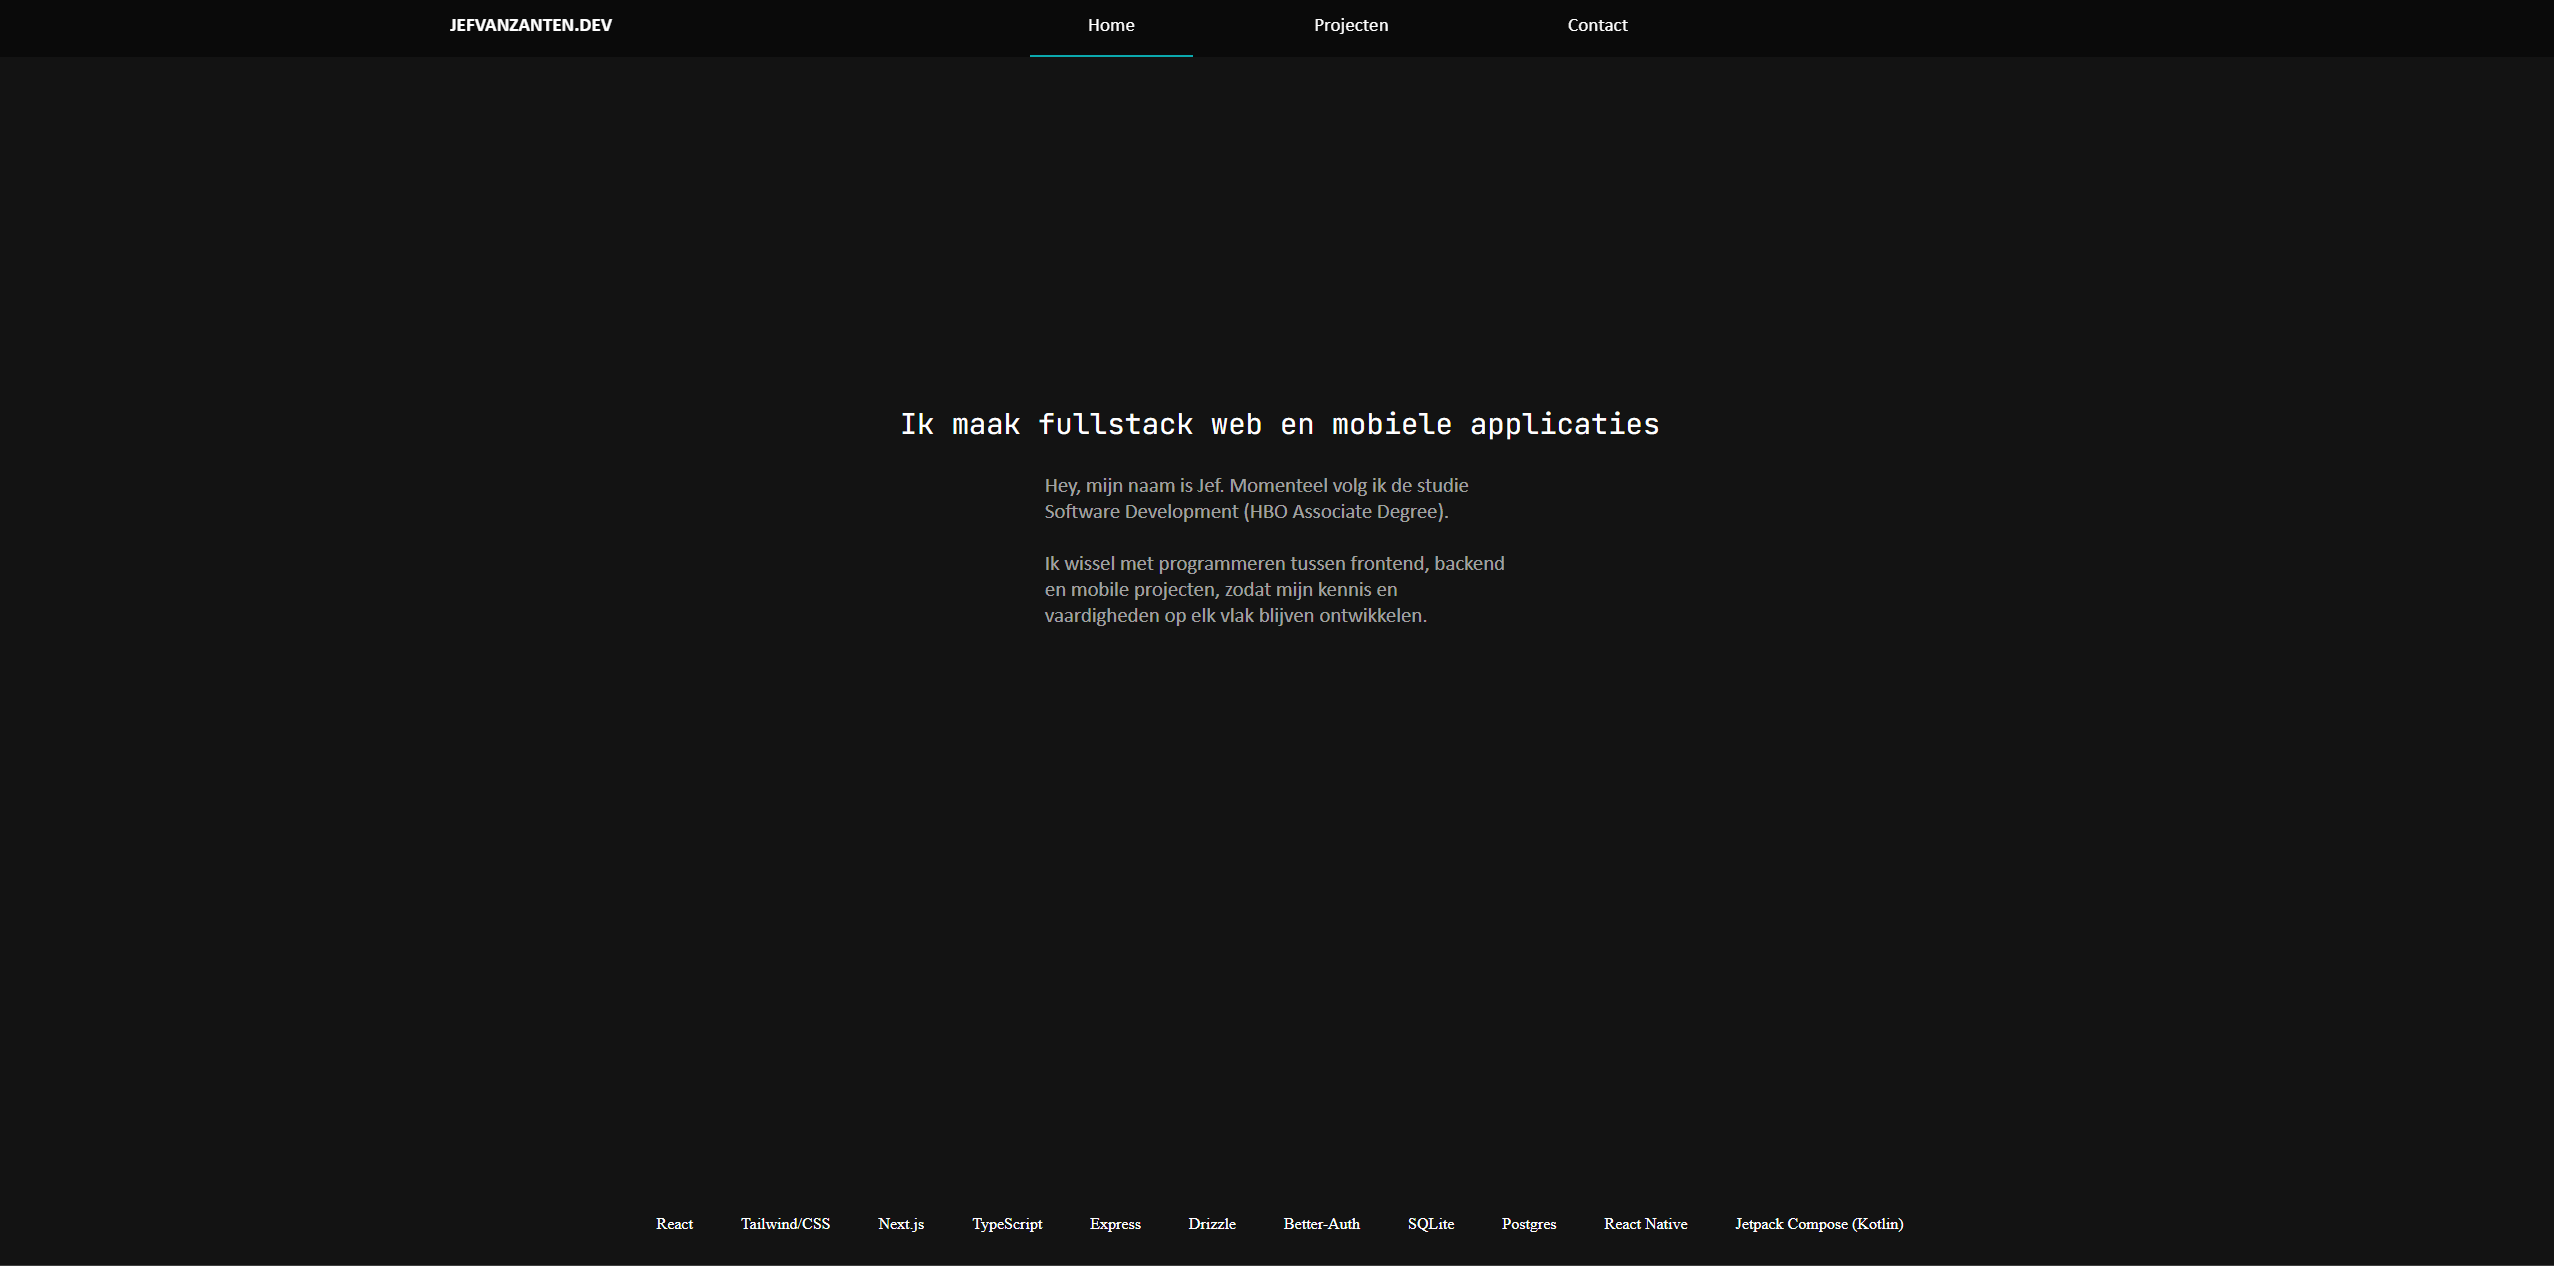 JEFVANZANTEN.DEV Home Projecten Contact
Ik maak fullstack web en mobiele applicaties
Hey, mijn naam is Jef. Momenteel volg ik de studie
Software Development (HBO Associate Degree).
Ik wissel met programmeren tussen frontend, backend
en mobile projecten, zodat mijn kennis en
vaardigheden op elk vlak blijven ontwikkelen.
React Tailwind/CSS Next.js TypeScript Express Drizzle Better-Auth SQLite Postgres React Native Jetpack Compose (Kotlin)